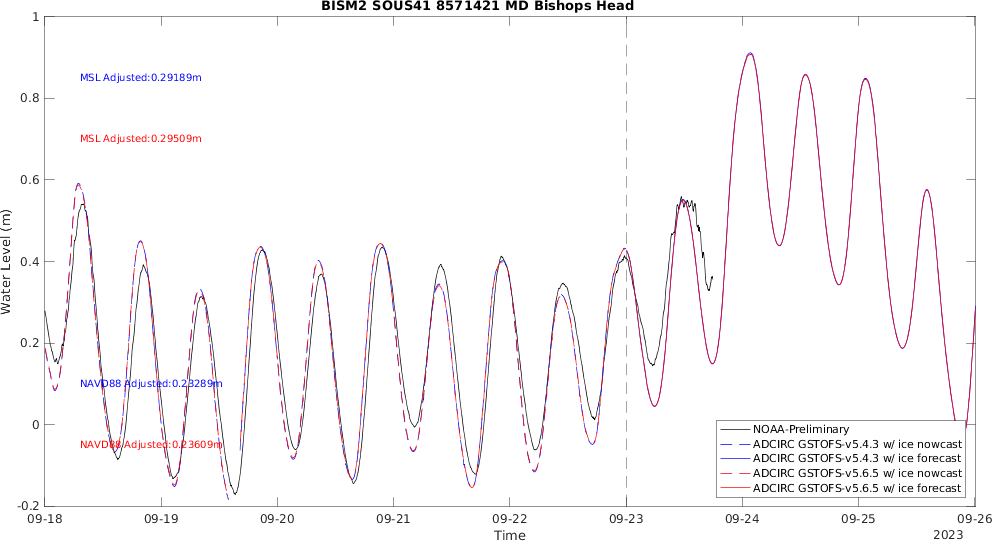 BISM2 SOUS41 8571421 MD Bishops Head
1
0.8
0.6
0.4
0.2
0
-0.2
Water Level (m)
MSL Adjusted:0.29189m
MSL Adjusted:0.29509m
NAVD88 Adjusted:0.23289m
NAVD88 Adjusted:0.23609m
NOAA-Preliminary
ADCIRC GSTOFS-v5.4.3 w/ ice nowcast
ADCIRC GSTOFS-v5.4.3 w/ ice forecast
ADCIRC GSTOFS-v5.6.5 w/ ice nowcast
ADCIRC GSTOFS-v5.6.5 w/ ice forecast
09-18 09-19 09-20 09-21 09-22 09-23 09-24 09-25 09-26
Time
2023